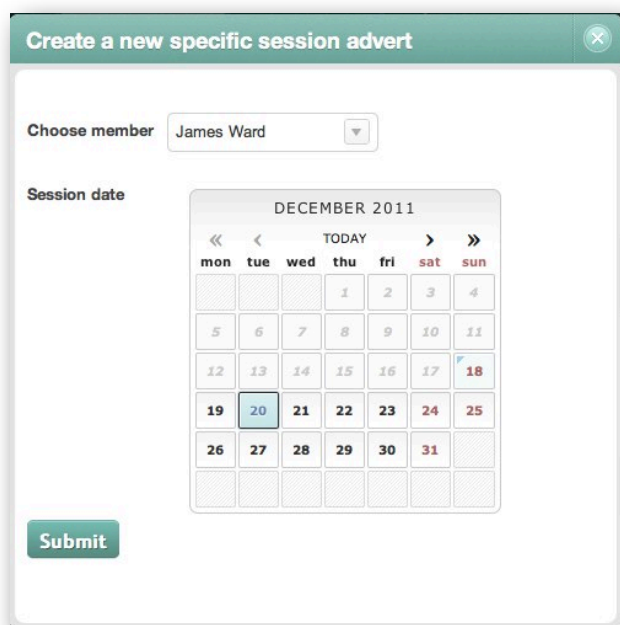 Create a new specific session advert
Choose member James Ward
Session date
DECEMBER 2011
« ‹ TODAY › »
mon tue wed thu fri sat sun
1 2 3 4
5 6 7 8 9 10 11
12 13 14 15 16 17 18
19 20 21 22 23 24 25
26 27 28 29 30 31
Submit